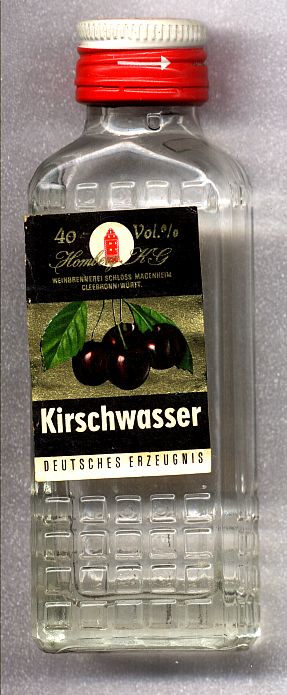 40 Vol.%
Homberg KG
WEINBRENNEREI SCHLOSS MAGENHEIM
CLEEBRONN/WÜRTT.
Kirschwasser
DEUTSCHES ERZEUGNIS